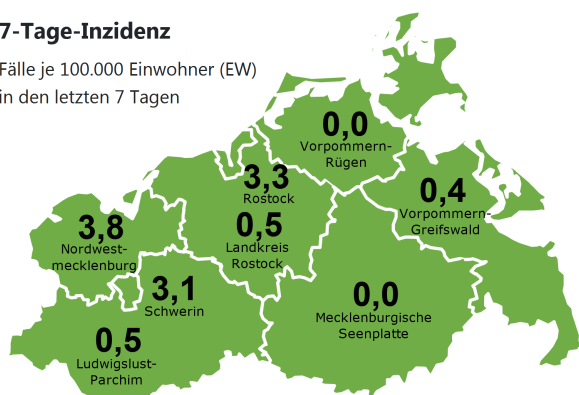 7-Tage-Inzidenz
Fälle je 100.000 Einwohner (EW)
in den letzten 7 Tagen
0,0
Vorpommern-
Rügen
3,3
Rostock
0,4
Vorpommern-
Greifswald
0,5
Landkreis
Rostock
3,8
Nordwest-
mecklenburg
3,1
Schwerin
0,0
Mecklenburgische
Seenplatte
0,5
Ludwigslust-
Parchim